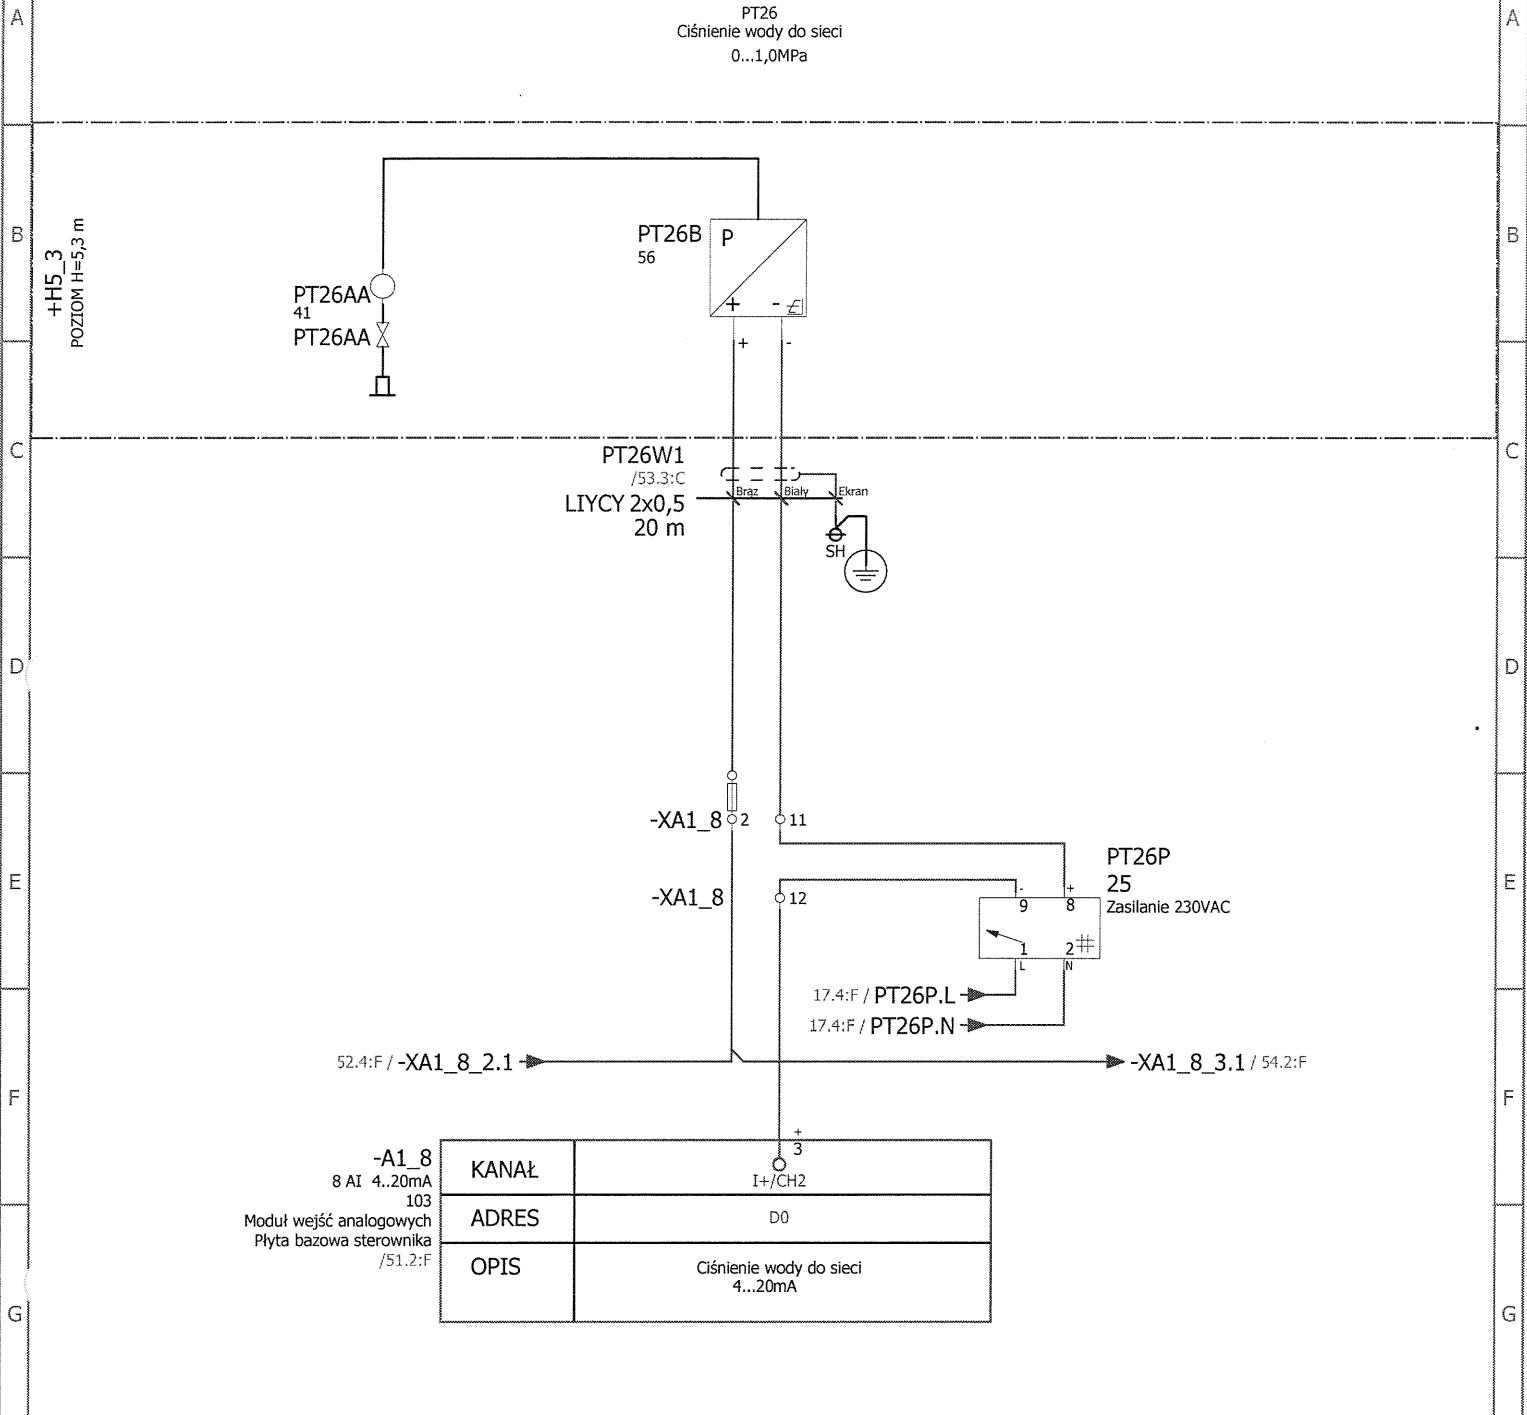 A
PT26
Ciśnienie wody do sieci
0...1,0MPa
A
B
+H5_3
POZIOM H=5,3 m
PT26AA
41
PT26AA
PT26B
56
P
+ -
+ -
B
C
PT26W1
/53.3:C
LIYCY 2x0,5
20 m
Brąz
Biały
Ekran
SH
C
D
D
-XA1_8
2
11
E
-XA1_8
12
PT26P
25
Zasilanie 230VAC
- +
9 8
1 2
L N
E
17.4:F / PT26P.L
17.4:F / PT26P.N
52.4:F / -XA1_8_2.1
-XA1_8_3.1 / 54.2:F
F
F
-A1_8
8 AI 4..20mA
103
Moduł wejść analogowych
Płyta bazowa sterownika
/51.2:F
KANAŁ
+
3
I+/CH2
ADRES
D0
OPIS
Ciśnienie wody do sieci
4...20mA
G
G